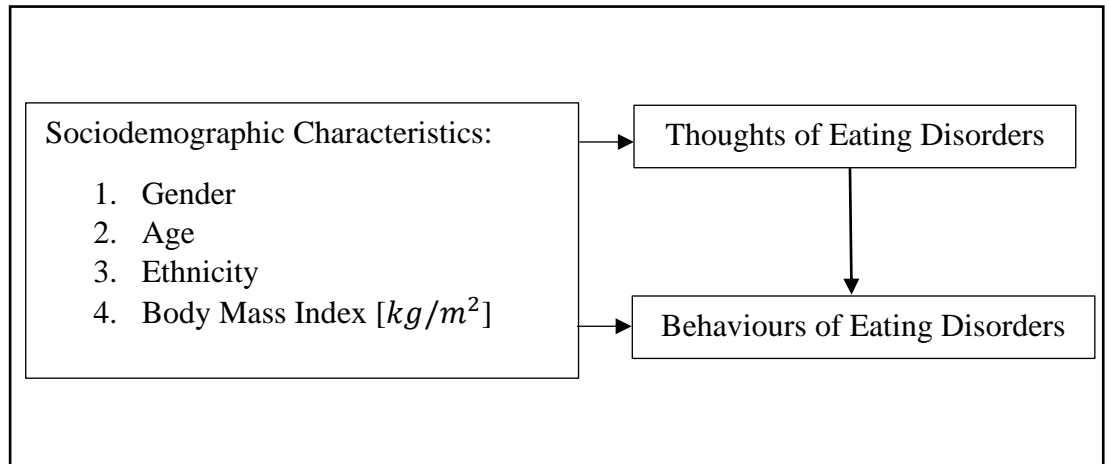 Sociodemographic Characteristics:
1. Gender
2. Age
3. Ethnicity
4. Body Mass Index [kg/m²]
Thoughts of Eating Disorders
Behaviours of Eating Disorders